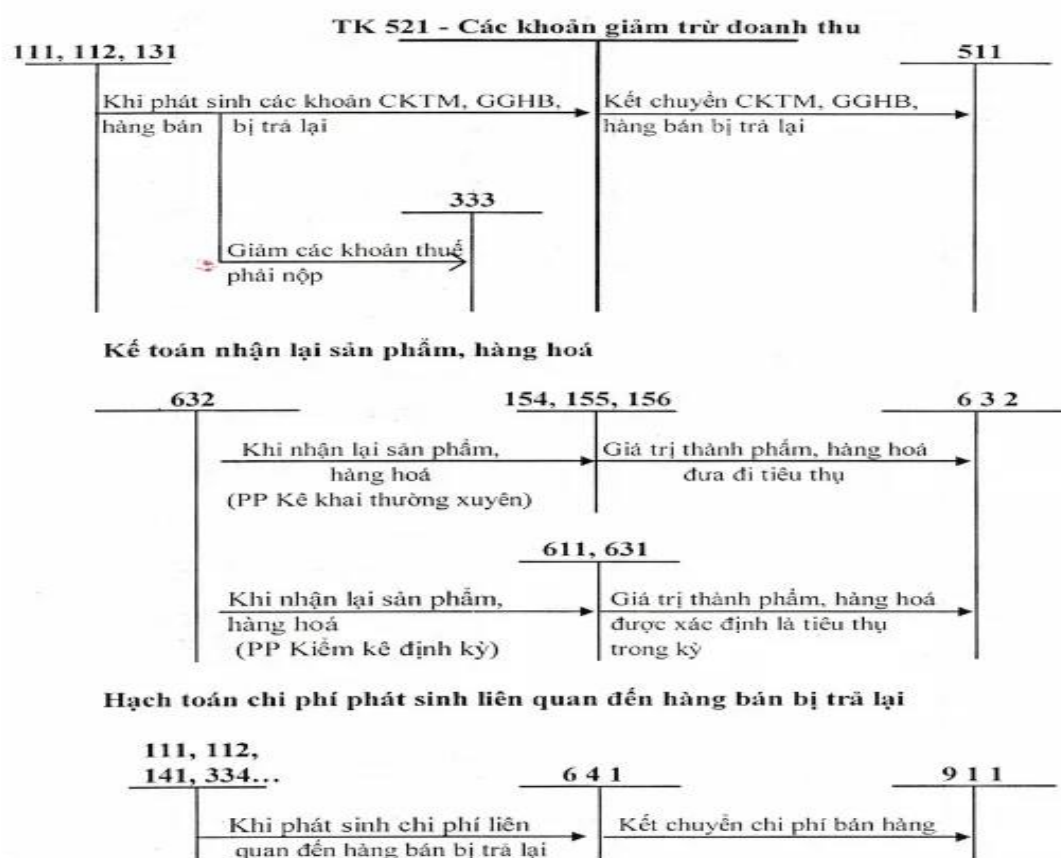 TK 521 - Các khoản giảm trừ doanh thu
111, 112, 131
511
Khi phát sinh các khoản CKTM, GGHB,
hàng bán bị trả lại
Kết chuyển CKTM, GGHB,
hàng bán bị trả lại
333
Giảm các khoản thuế
phải nộp
Kế toán nhận lại sản phẩm, hàng hoá
632
154, 155, 156
6 3 2
Khi nhận lại sản phẩm,
hàng hoá
(PP Kê khai thường xuyên)
Giá trị thành phẩm, hàng hoá
đưa đi tiêu thụ
611, 631
Khi nhận lại sản phẩm,
hàng hoá
(PP Kiểm kê định kỳ)
Giá trị thành phẩm, hàng hoá
được xác định là tiêu thụ
trong kỳ
Hạch toán chi phí phát sinh liên quan đến hàng bán bị trả lại
111, 112,
141, 334...
6 4 1
9 1 1
Khi phát sinh chi phí liên
quan đến hàng bán bị trả lại
Kết chuyển chi phí bán hàng